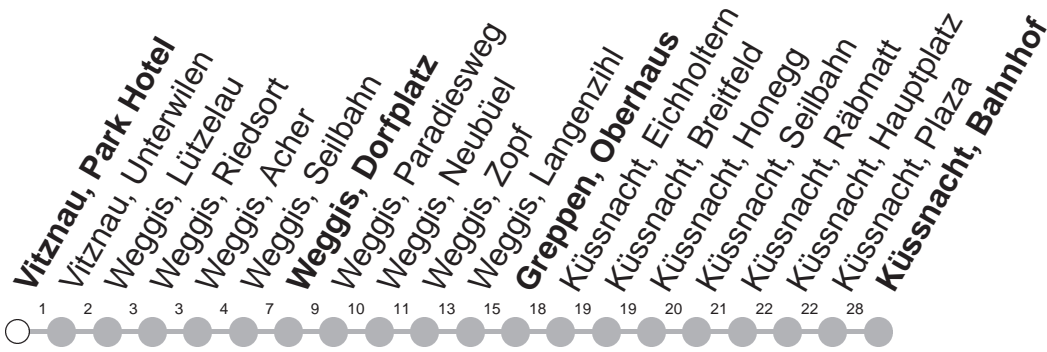 Vitznau, Park Hotel
Vitznau, Unterwilen
Weggis, Lützelau
Weggis, Riedsort
Weggis, Acher
Weggis, Seilbahn
Weggis, Dorfplatz
Weggis, Paradiesweg
Weggis, Neubüel
Weggis, Zopf
Weggis, Langenzihl
Greppen, Oberhaus
Küssnacht, Eichholtern
Küssnacht, Breitfeld
Küssnacht, Honegg
Küssnacht, Seilbahn
Küssnacht, Räbmatt
Küssnacht, Hauptplatz
Küssnacht, Plaza
Küssnacht, Bahnhof
1 2 3 3 4 7 9 10 11 13 15 18 19 19 20 21 22 22 28